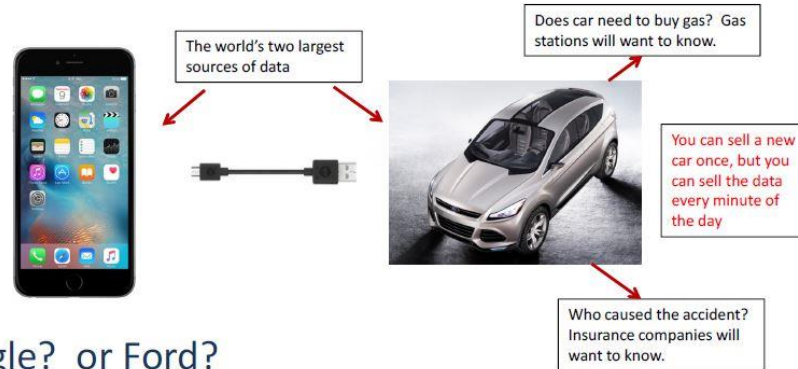 The world's two largest
sources of data
Does car need to buy gas? Gas
stations will want to know.
You can sell a new
car once, but you
can sell the data
every minute of
the day
Who caused the accident?
Insurance companies will
want to know.
gle? or Ford?